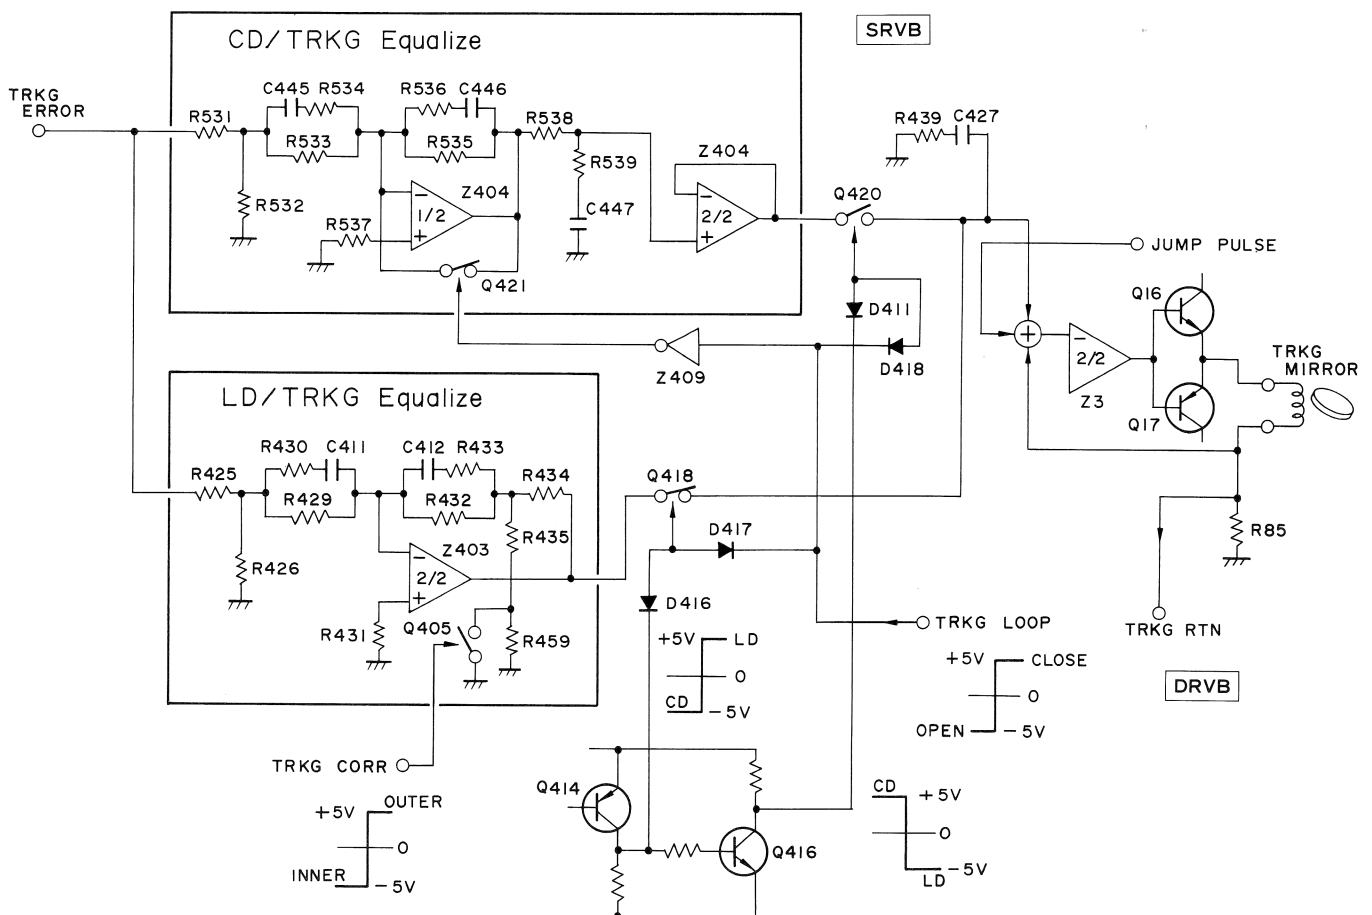 CD/TRKG Equalize
SRVB
TRKG
ERROR
R531
C445
R534
R536
C446
R538
R439
C427
R533
R535
R539
Z404
R532
Z404
Q420
R537
1/2
C447
2/2
JUMP PULSE
Q421
D411
Q16
Z409
D418
2/2
TRKG
MIRROR
Z3
Q17
LD/TRKG Equalize
R425
R430
C411
C412
R433
R434
Q418
R429
R432
R435
D417
R85
R426
Z403
2/2
D416
R431
Q405
R459
TRKG LOOP
TRKG RTN
+5V
LD
0
CD
-5V
+5V
CLOSE
0
OPEN
-5V
DRVB
TRKG CORR
Q414
CD
+5V
0
-5V
LD
+5V
OUTER
0
INNER
-5V
Q416